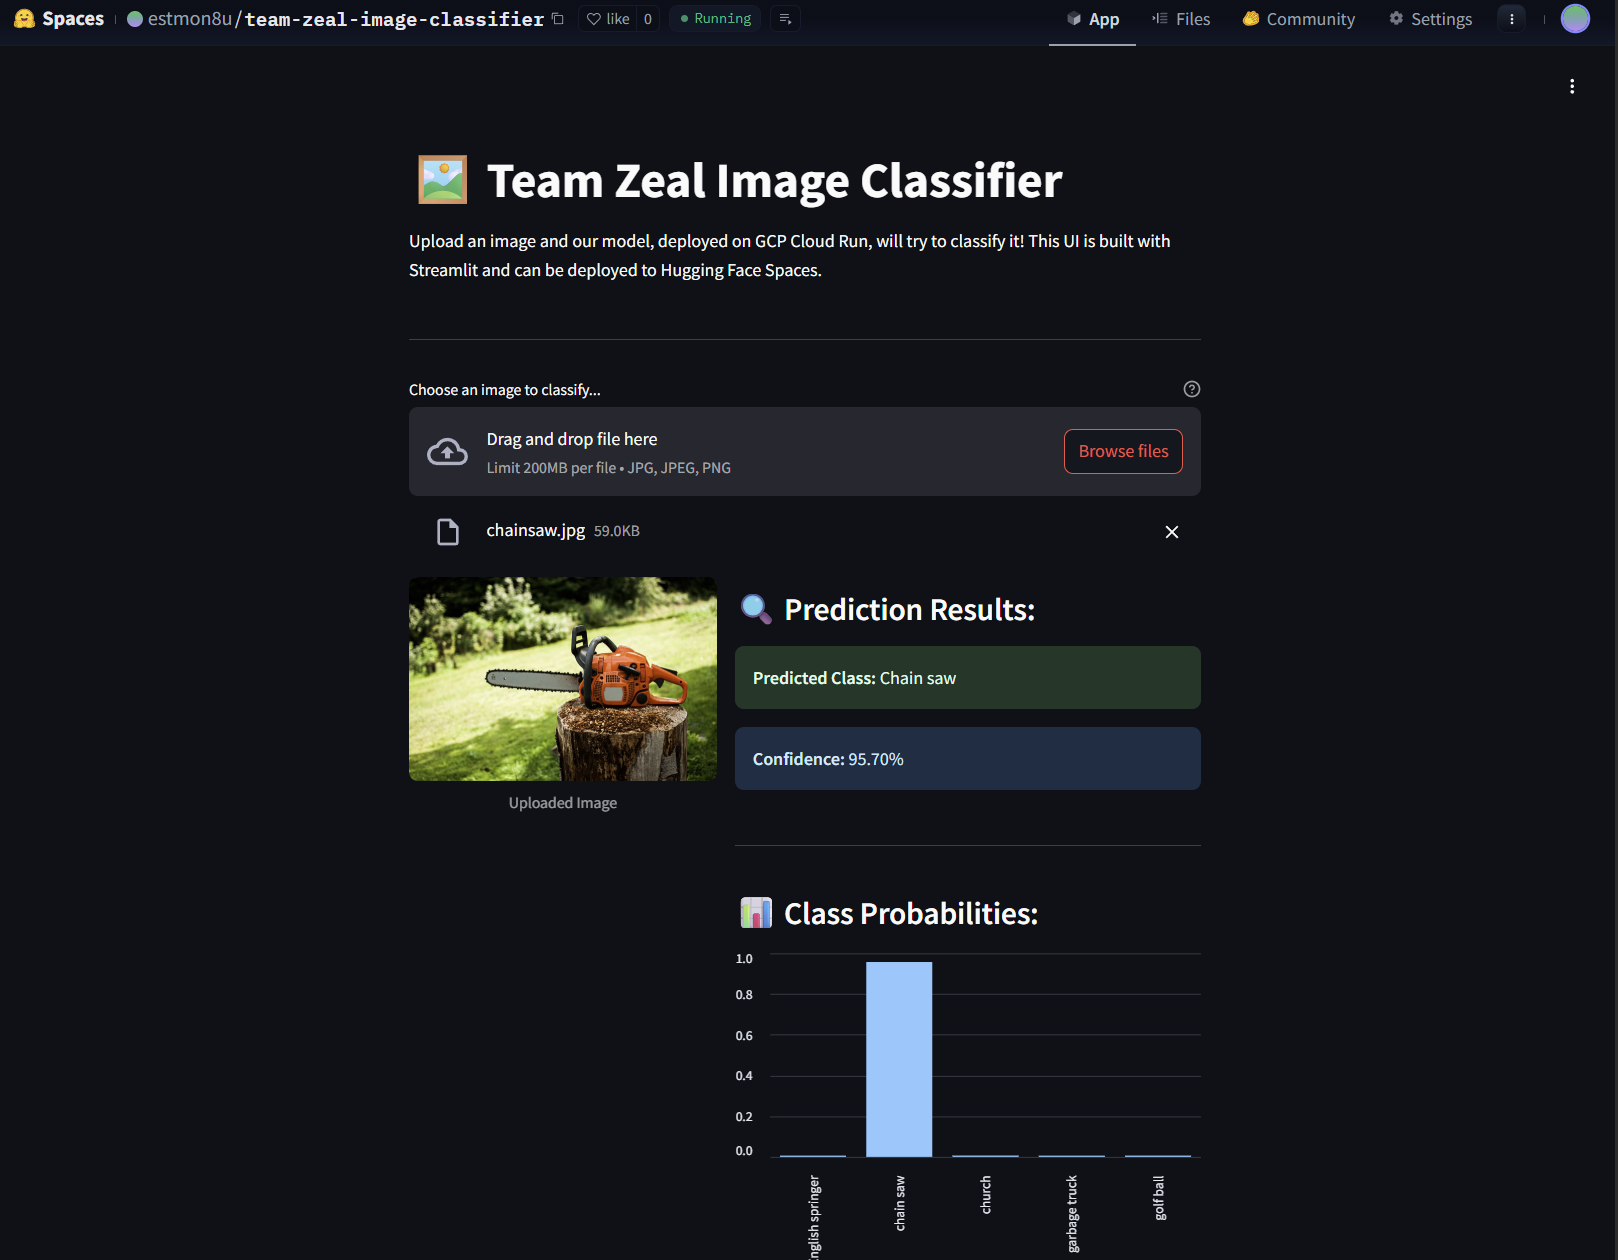 Spaces
estmon8u/team-zeal-image-classifier
like 0
Running
App
Files
Community
Settings
Team Zeal Image Classifier
Upload an image and our model, deployed on GCP Cloud Run, will try to classify it! This UI is built with
Streamlit and can be deployed to Hugging Face Spaces.
Choose an image to classify...
Drag and drop file here
Limit 200MB per file • JPG, JPEG, PNG
Browse files
chainsaw.jpg 59.0KB
Uploaded Image
Prediction Results:
Predicted Class: Chain saw
Confidence: 95.70%
Class Probabilities:
1.0
0.8
0.6
0.4
0.2
0.0
nglish springer
chain saw
church
garbage truck
golf ball